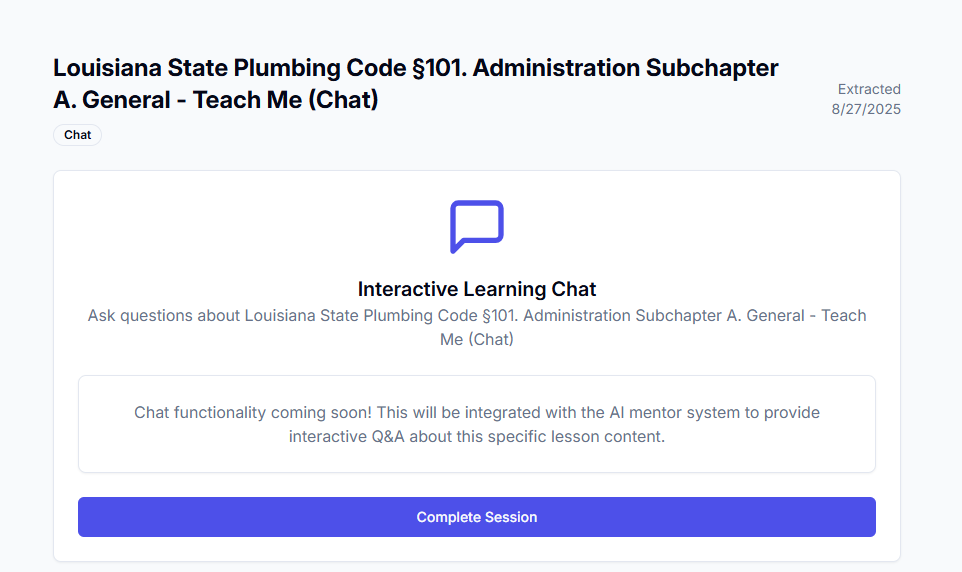 Louisiana State Plumbing Code §101. Administration Subchapter
A. General - Teach Me (Chat)
Extracted
8/27/2025
Chat
Interactive Learning Chat
Ask questions about Louisiana State Plumbing Code §101. Administration Subchapter A. General - Teach
Me (Chat)
Chat functionality coming soon! This will be integrated with the AI mentor system to provide
interactive Q&A about this specific lesson content.
Complete Session